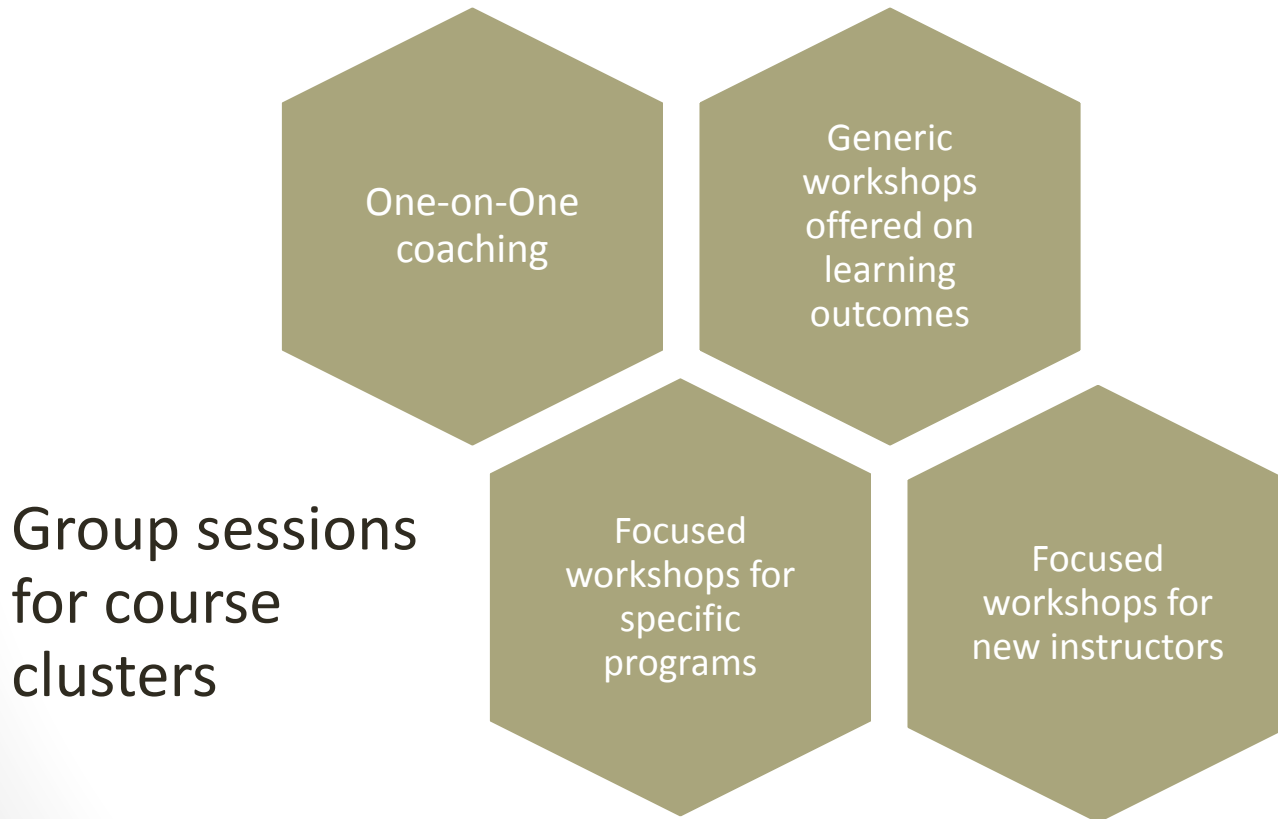 One-on-One
coaching
Generic
workshops
offered on
learning
outcomes
Group sessions
for course
clusters
Focused
workshops for
specific
programs
Focused
workshops for
new instructors